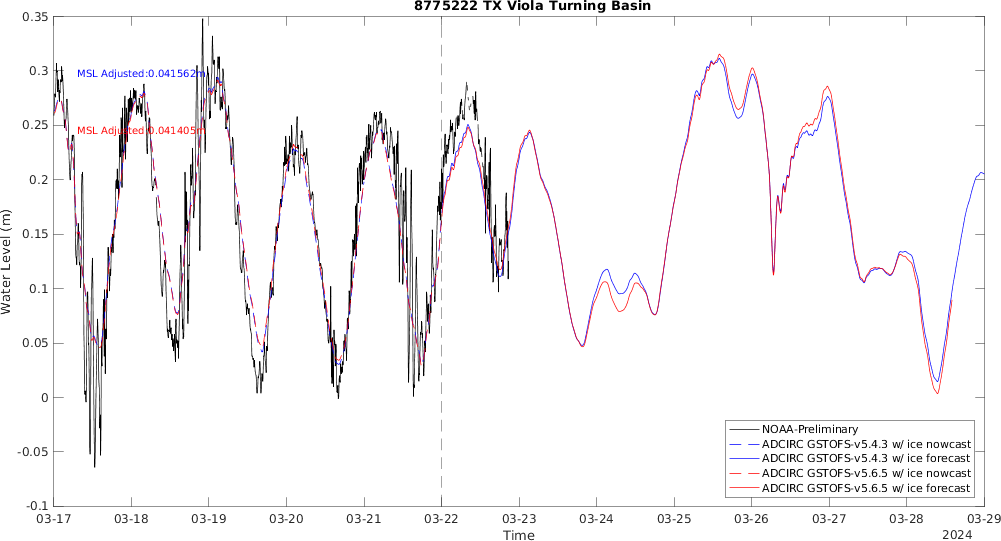 8775222 TX Viola Turning Basin
0.35
0.3
0.25
0.2
0.15
0.1
0.05
0
-0.05
-0.1
Water Level (m)
MSL Adjusted:0.041562m
MSL Adjusted:0.041405m
NOAA-Preliminary
ADCIRC GSTOFS-v5.4.3 w/ ice nowcast
ADCIRC GSTOFS-v5.4.3 w/ ice forecast
ADCIRC GSTOFS-v5.6.5 w/ ice nowcast
ADCIRC GSTOFS-v5.6.5 w/ ice forecast
03-17 03-18 03-19 03-20 03-21 03-22 03-23 03-24 03-25 03-26 03-27 03-28 03-29
Time
2024